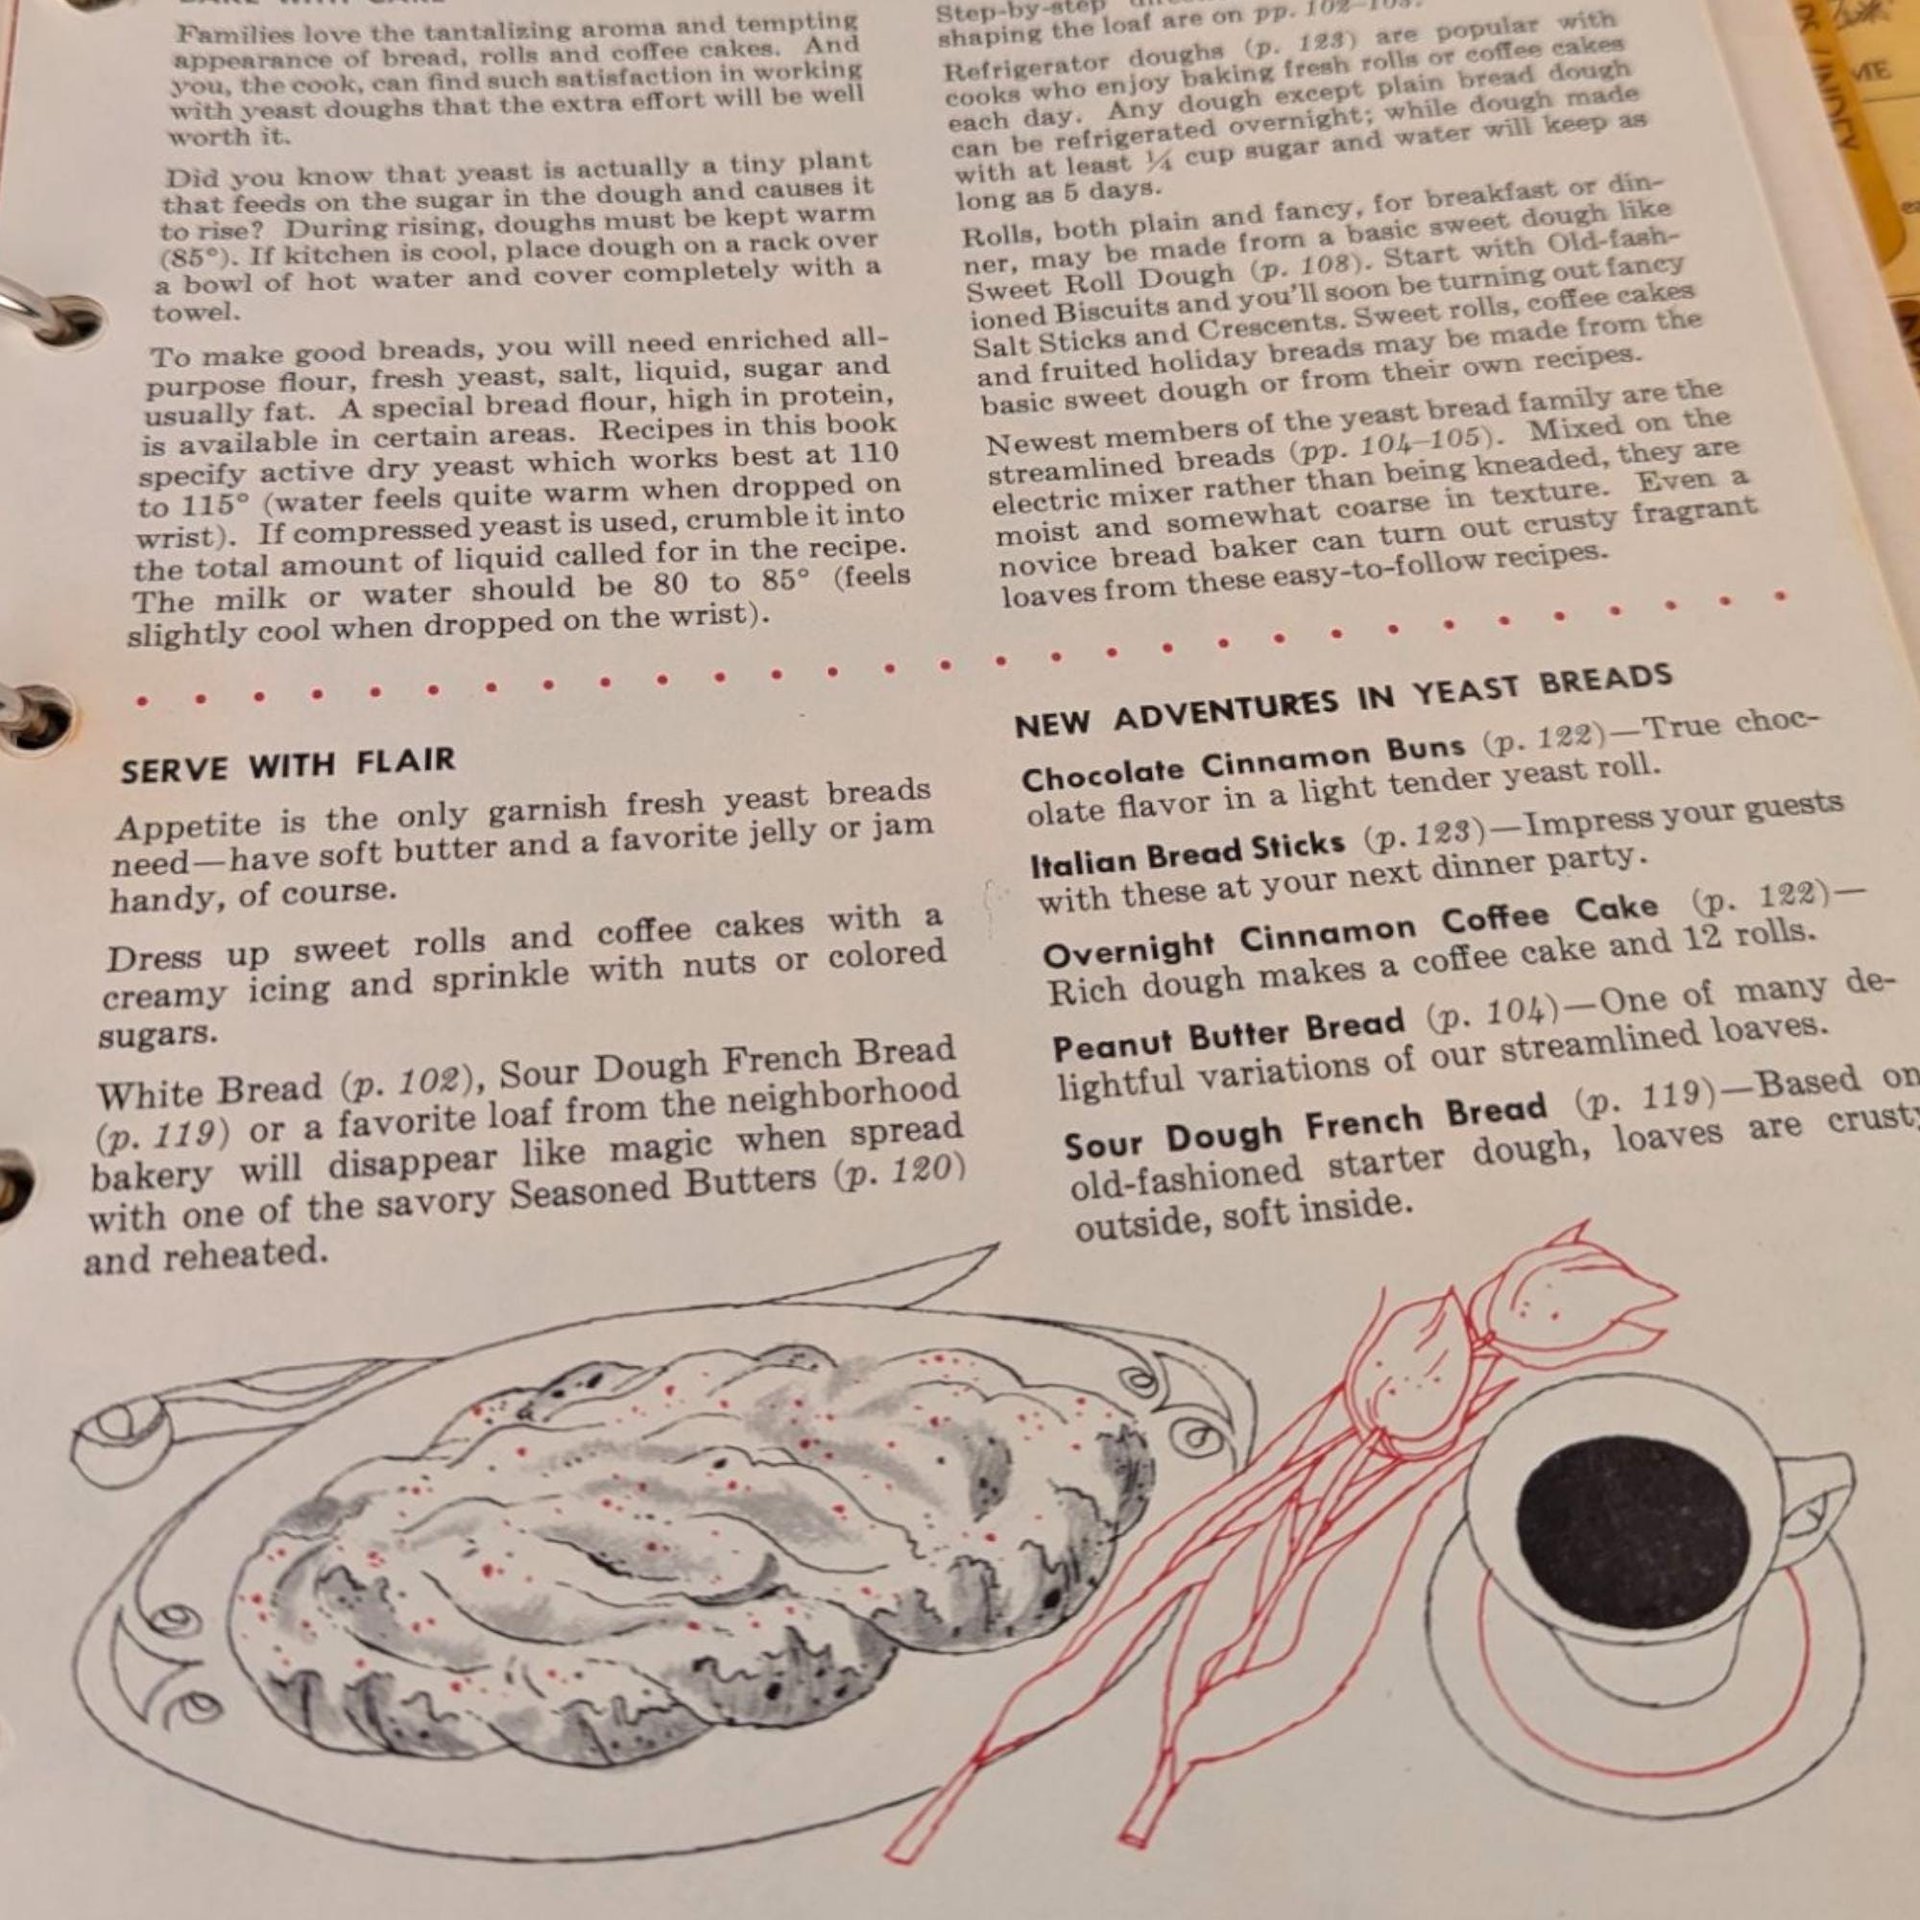 BAKE WITH CARE
Families love the tantalizing aroma and tempting
appearance of bread, rolls and coffee cakes. And
you, the cook, can find such satisfaction in working
with yeast doughs that the extra effort will be well
worth it.
Did you know that yeast is actually a tiny plant
that feeds on the sugar in the dough and causes it
to rise? During rising, doughs must be kept warm
(85°). If kitchen is cool, place dough on a rack over
a bowl of hot water and cover completely with a
towel.
To make good breads, you will need enriched all-
purpose flour, fresh yeast, salt, liquid, sugar and
usually fat. A special bread flour, high in protein,
is available in certain areas. Recipes in this book
specify active dry yeast which works best at 110
to 115° (water feels quite warm when dropped on
wrist). If compressed yeast is used, crumble it into
the total amount of liquid called for in the recipe.
The milk or water should be 80 to 85° (feels
slightly cool when dropped on the wrist).
Step-by-step
shaping the loaf are on pp. 102–103.
Refrigerator doughs (p. 123) are popular with
cooks who enjoy baking fresh rolls or coffee cakes
each day. Any dough except plain bread dough
can be refrigerated overnight; while dough made
with at least ¼ cup sugar and water will keep as
long as 5 days.
Rolls, both plain and fancy, for breakfast or din-
ner, may be made from a basic sweet dough like
Sweet Roll Dough (p. 108). Start with Old-fash-
ioned Biscuits and you'll soon be turning out fancy
Salt Sticks and Crescents. Sweet rolls, coffee cakes
and fruited holiday breads may be made from the
basic sweet dough or from their own recipes.
Newest members of the yeast bread family are the
streamlined breads (pp. 104–105). Mixed on the
electric mixer rather than being kneaded, they are
moist and somewhat coarse in texture. Even a
novice bread baker can turn out crusty fragrant
loaves from these easy-to-follow recipes.
SERVE WITH FLAIR
Appetite is the only garnish fresh yeast breads
need—have soft butter and a favorite jelly or jam
handy, of course.
Dress up sweet rolls and coffee cakes with a
creamy icing and sprinkle with nuts or colored
sugars.
White Bread (p. 102), Sour Dough French Bread
(p. 119) or a favorite loaf from the neighborhood
bakery will disappear like magic when spread
with one of the savory Seasoned Butters (p. 120)
and reheated.
NEW ADVENTURES IN YEAST BREADS
Chocolate Cinnamon Buns (p. 122)—True choc-
olate flavor in a light tender yeast roll.
Italian Bread Sticks (p. 123)—Impress your guests
with these at your next dinner party.
Overnight Cinnamon Coffee Cake (p. 122)—
Rich dough makes a coffee cake and 12 rolls.
Peanut Butter Bread (p. 104)—One of many de-
lightful variations of our streamlined loaves.
Sour Dough French Bread (p. 119)—Based on
old-fashioned starter dough, loaves are crusty
outside, soft inside.
/INDEX